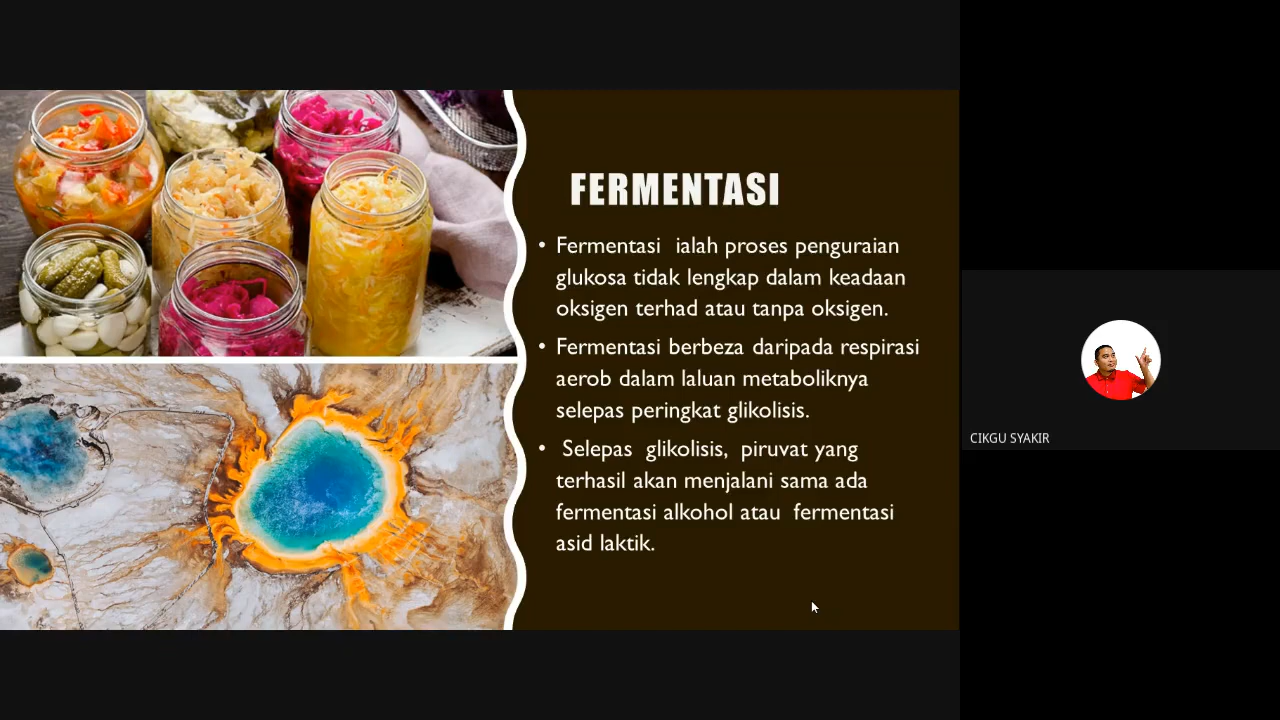 FERMENTASI
• Fermentasi ialah proses penguraian
glukosa tidak lengkap dalam keadaan
oksigen terhad atau tanpa oksigen.
• Fermentasi berbeza daripada respirasi
aerob dalam laluan metaboliknya
selepas peringkat glikolisis.
• Selepas glikolisis, piruvat yang
terhasil akan menjalani sama ada
fermentasi alkohol atau fermentasi
asid laktik.
CIKGU SYAKIR